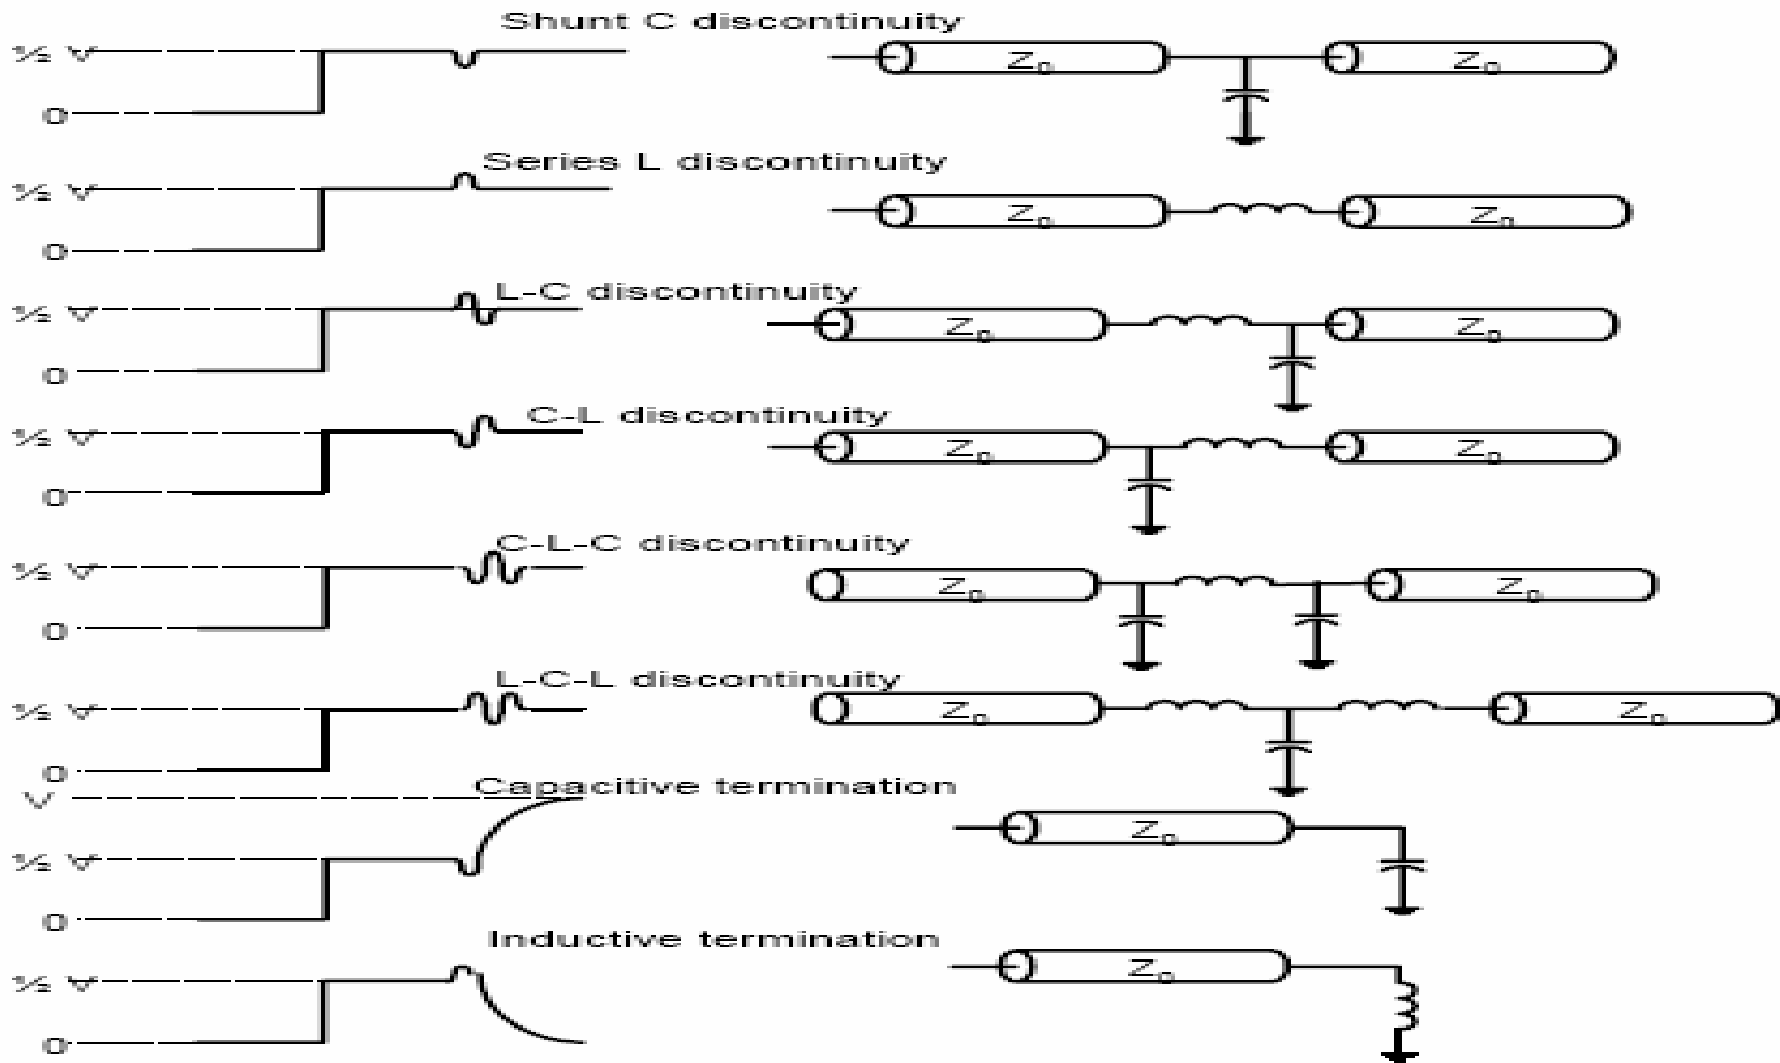 Shunt C discontinuity
½ V
0
Z0 Z0
Series L discontinuity
½ V
0
Z0 Z0
L-C discontinuity
½ V
0
Z0 Z0
C-L discontinuity
½ V
0
Z0 Z0
C-L-C discontinuity
½ V
0
Z0 Z0
L-C-L discontinuity
½ V
0
Z0 Z0
Capacitive termination
V
½ V
0
Z0
Inductive termination
½ V
0
Z0